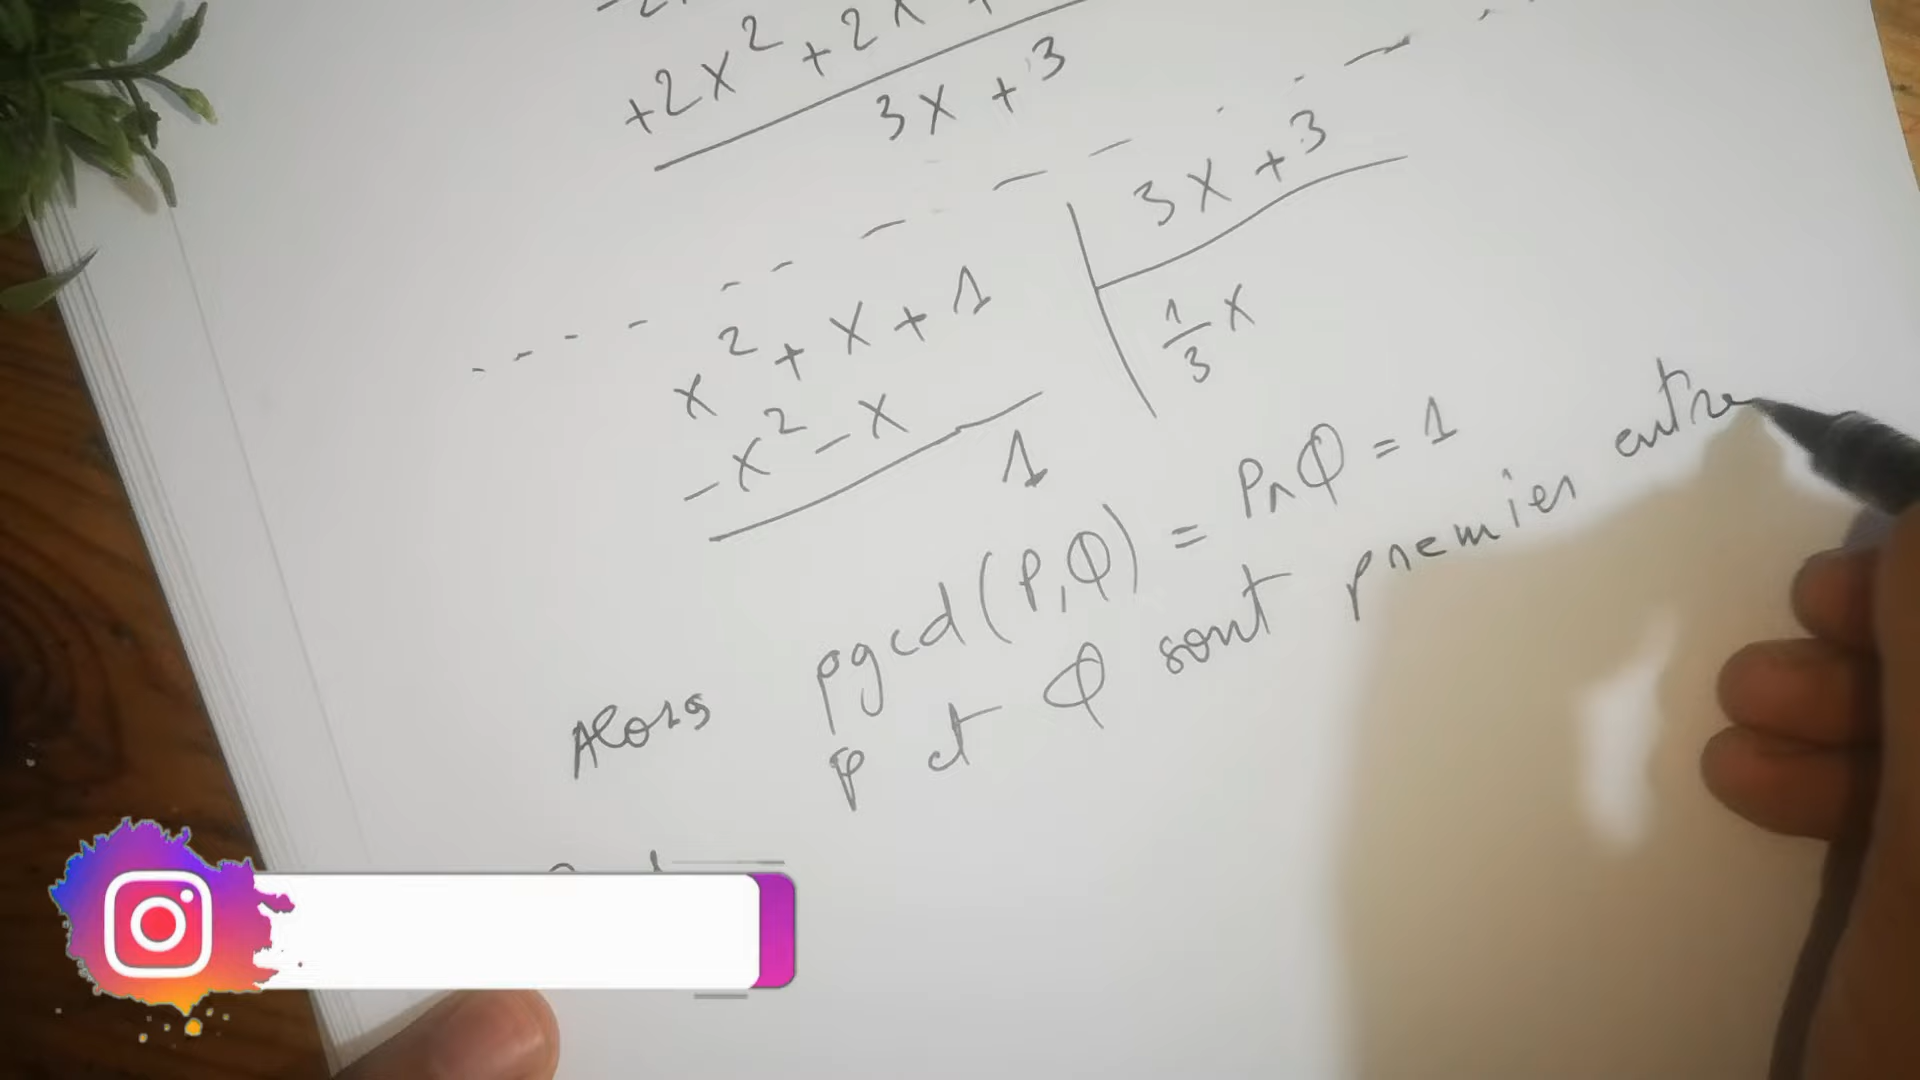 +2X² + 2X
3X + 3
3X + 3
X² + X + 1
1/3 X
-X² - X
1
Alors pgcd(P,Q) = P∧Q = 1
P et Q sont premier entre